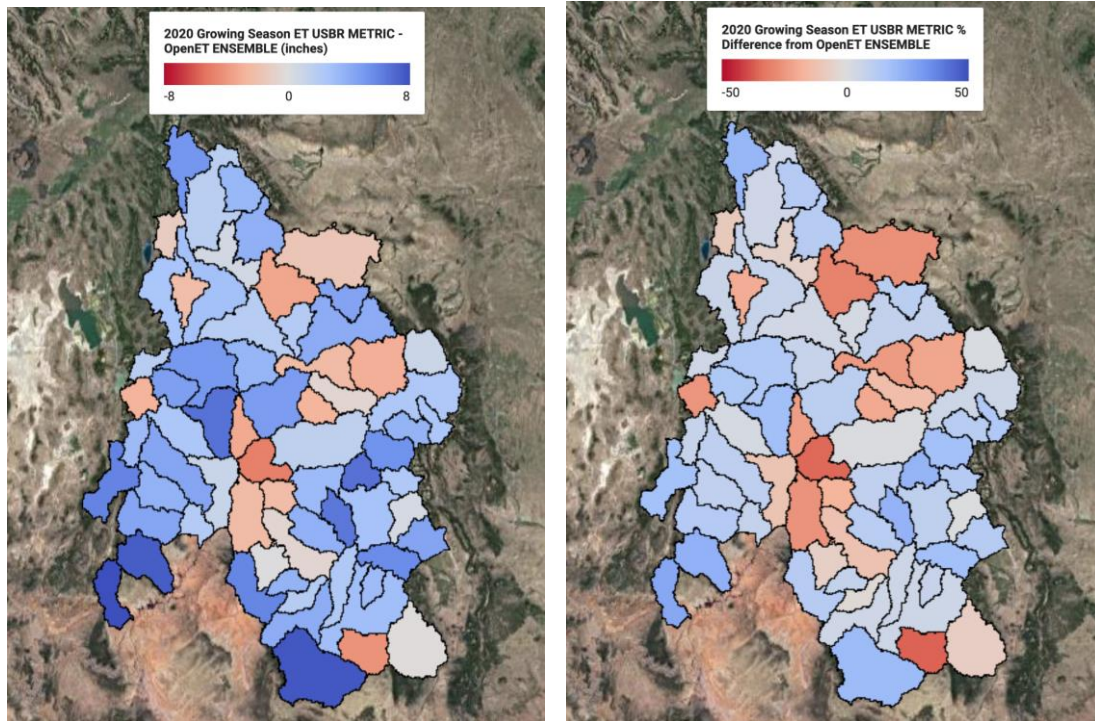 2020 Growing Season ET USBR METRIC -
OpenET ENSEMBLE (inches)
-8 0 8
2020 Growing Season ET USBR METRIC %
Difference from OpenET ENSEMBLE
-50 0 50